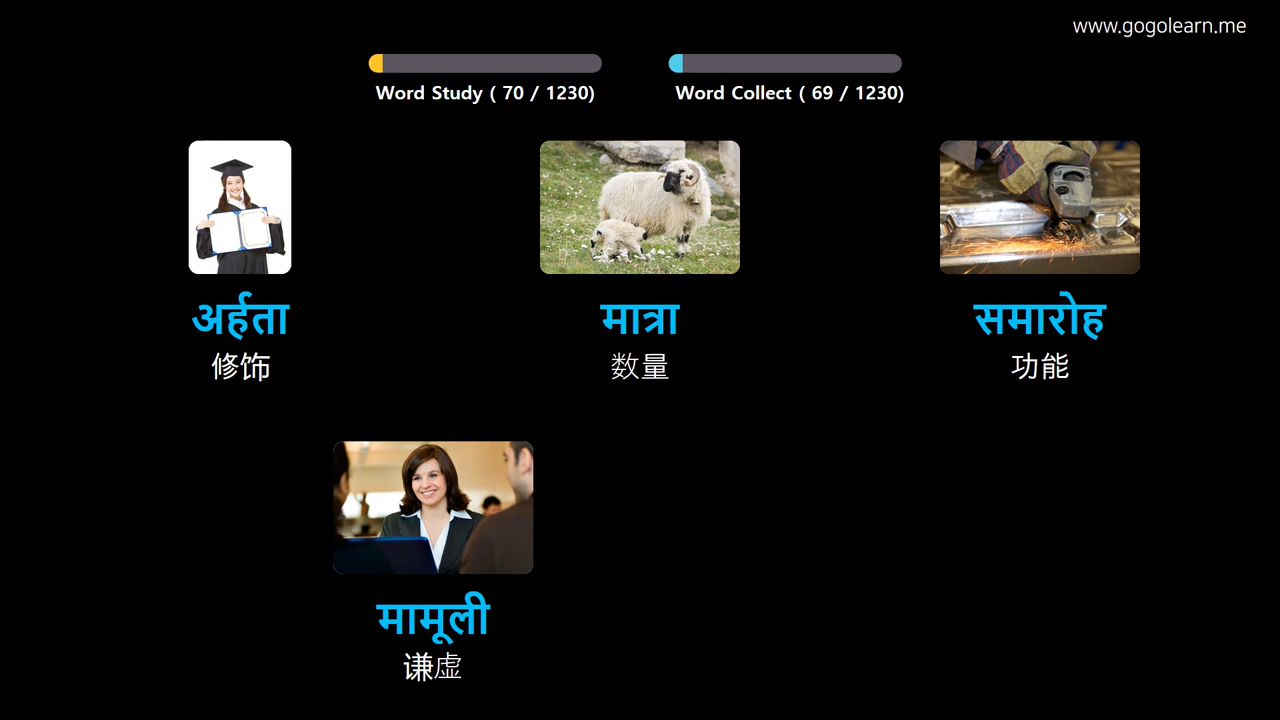 www.gogolearn.me
Word Study ( 70 / 1230)
Word Collect ( 69 / 1230)
अर्हता
修饰
मात्रा
数量
समारोह
功能
मामूली
谦虚